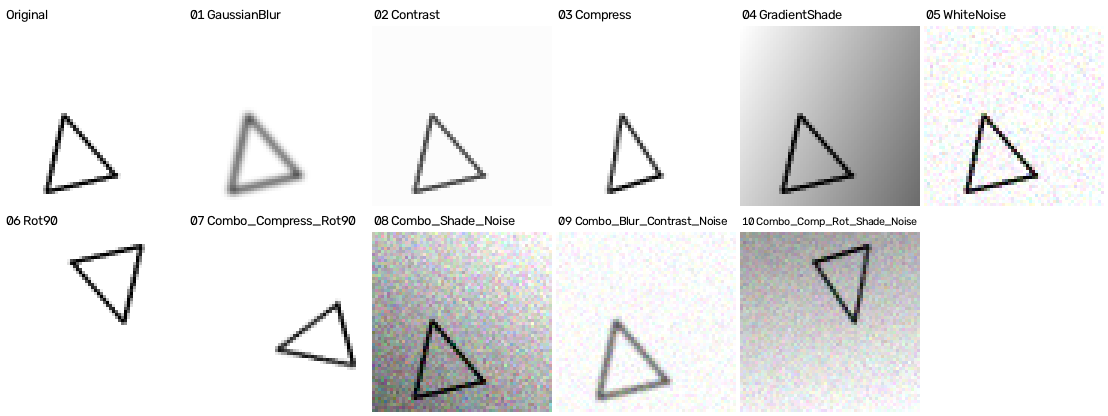 Original
01 GaussianBlur
02 Contrast
03 Compress
04 GradientShade
05 WhiteNoise
06 Rot90
07 Combo_Compress_Rot90
08 Combo_Shade_Noise
09 Combo_Blur_Contrast_Noise
10 Combo_Comp_Rot_Shade_Noise